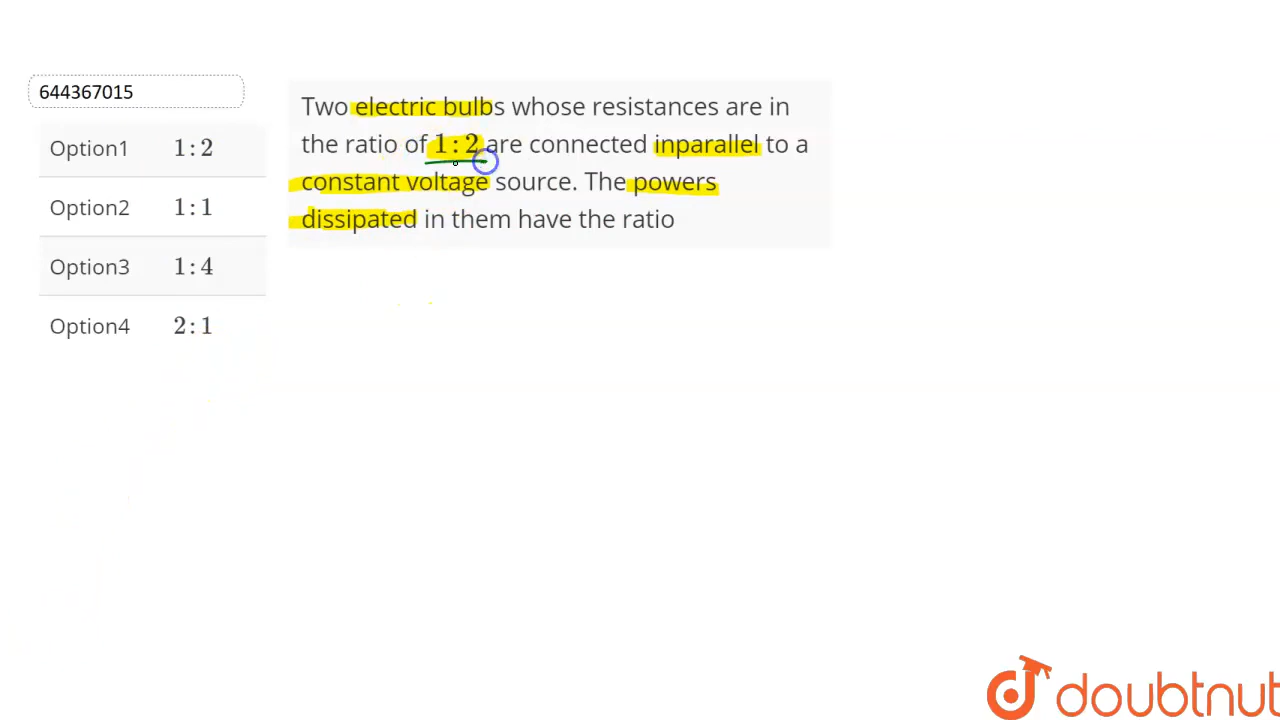 644367015
Option1 1:2
Option2 1:1
Option3 1:4
Option4 2:1
Two electric bulbs whose resistances are in
the ratio of 1:2 are connected inparallel to a
constant voltage source. The powers
dissipated in them have the ratio
doubtnut